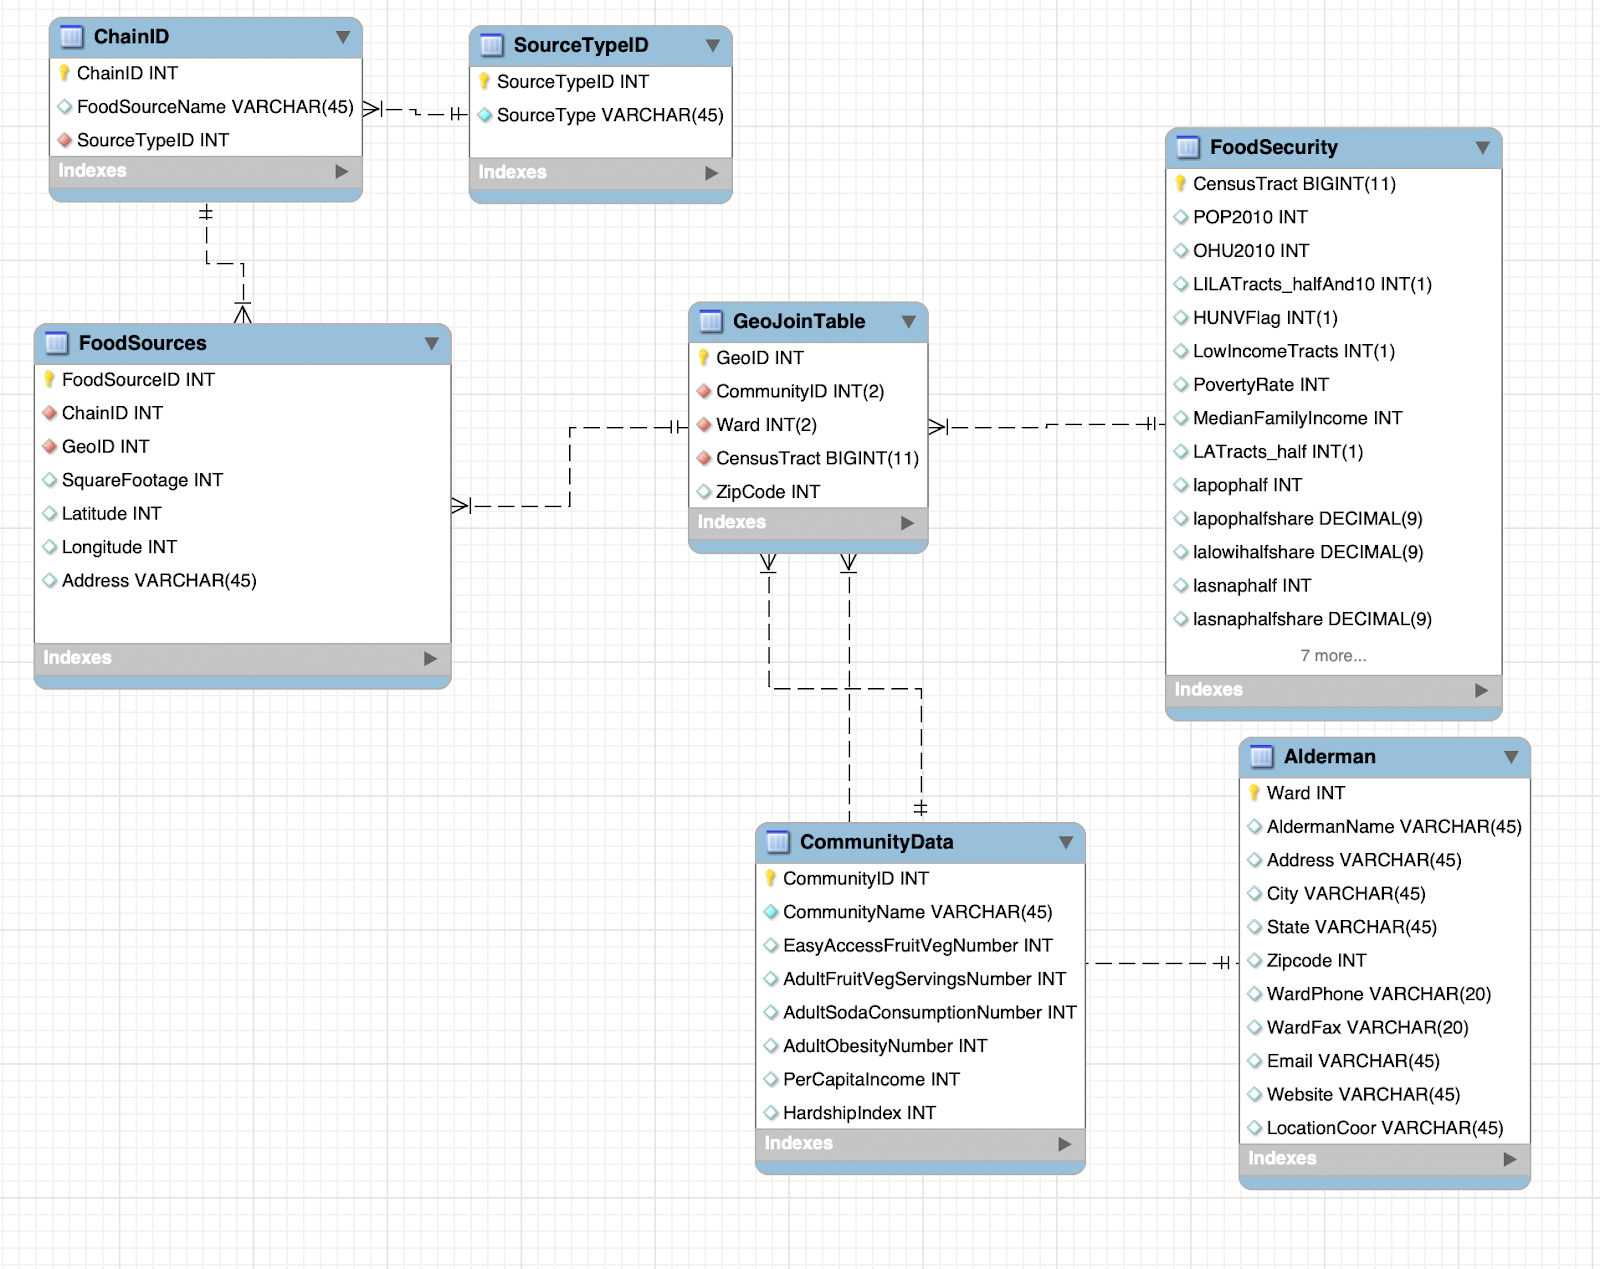 ChainID
ChainID INT
FoodSourceName VARCHAR(45)
SourceTypeID INT
Indexes
SourceTypeID
SourceTypeID INT
SourceType VARCHAR(45)
Indexes
FoodSecurity
CensusTract BIGINT(11)
POP2010 INT
OHU2010 INT
LILATracts_halfAnd10 INT(1)
HUNVFlag INT(1)
LowIncomeTracts INT(1)
PovertyRate INT
MedianFamilyIncome INT
LATracts_half INT(1)
lapophalf INT
lapophalfshare DECIMAL(9)
lalowihalfshare DECIMAL(9)
lasnaphalf INT
lasnaphalfshare DECIMAL(9)
7 more...
Indexes
FoodSources
FoodSourceID INT
ChainID INT
GeoID INT
SquareFootage INT
Latitude INT
Longitude INT
Address VARCHAR(45)
Indexes
GeoJoinTable
GeoID INT
CommunityID INT(2)
Ward INT(2)
CensusTract BIGINT(11)
ZipCode INT
Indexes
CommunityData
CommunityID INT
CommunityName VARCHAR(45)
EasyAccessFruitVegNumber INT
AdultFruitVegServingsNumber INT
AdultSodaConsumptionNumber INT
AdultObesityNumber INT
PerCapitaIncome INT
HardshipIndex INT
Indexes
Alderman
Ward INT
AldermanName VARCHAR(45)
Address VARCHAR(45)
City VARCHAR(45)
State VARCHAR(45)
Zipcode INT
WardPhone VARCHAR(20)
WardFax VARCHAR(20)
Email VARCHAR(45)
Website VARCHAR(45)
LocationCoor VARCHAR(45)
Indexes